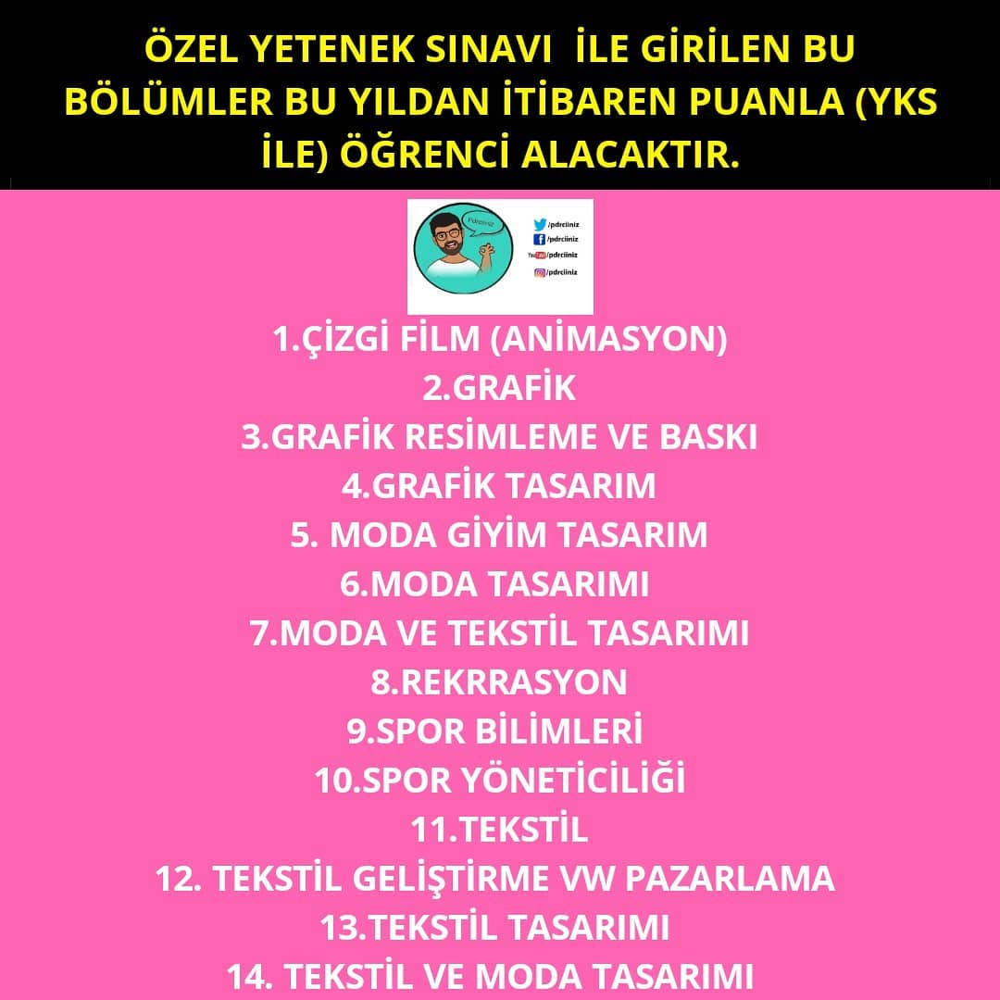 ÖZEL YETENEK SINAVI İLE GİRİLEN BU
BÖLÜMLER BU YILDAN İTİBAREN PUANLA (YKS
İLE) ÖĞRENCİ ALACAKTIR.
/pdrciiniz
/pdrciiniz
YouTube /pdrciiniz
/pdrciiniz
1.ÇİZGİ FİLM (ANİMASYON)
2.GRAFİK
3.GRAFİK RESİMLEME VE BASKI
4.GRAFİK TASARIM
5. MODA GİYİM TASARIM
6.MODA TASARIMI
7.MODA VE TEKSTİL TASARIMI
8.REKRRASYON
9.SPOR BİLİMLERİ
10.SPOR YÖNETİCİLİĞİ
11.TEKSTİL
12. TEKSTİL GELİŞTİRME VW PAZARLAMA
13.TEKSTİL TASARIMI
14. TEKSTİL VE MODA TASARIMI